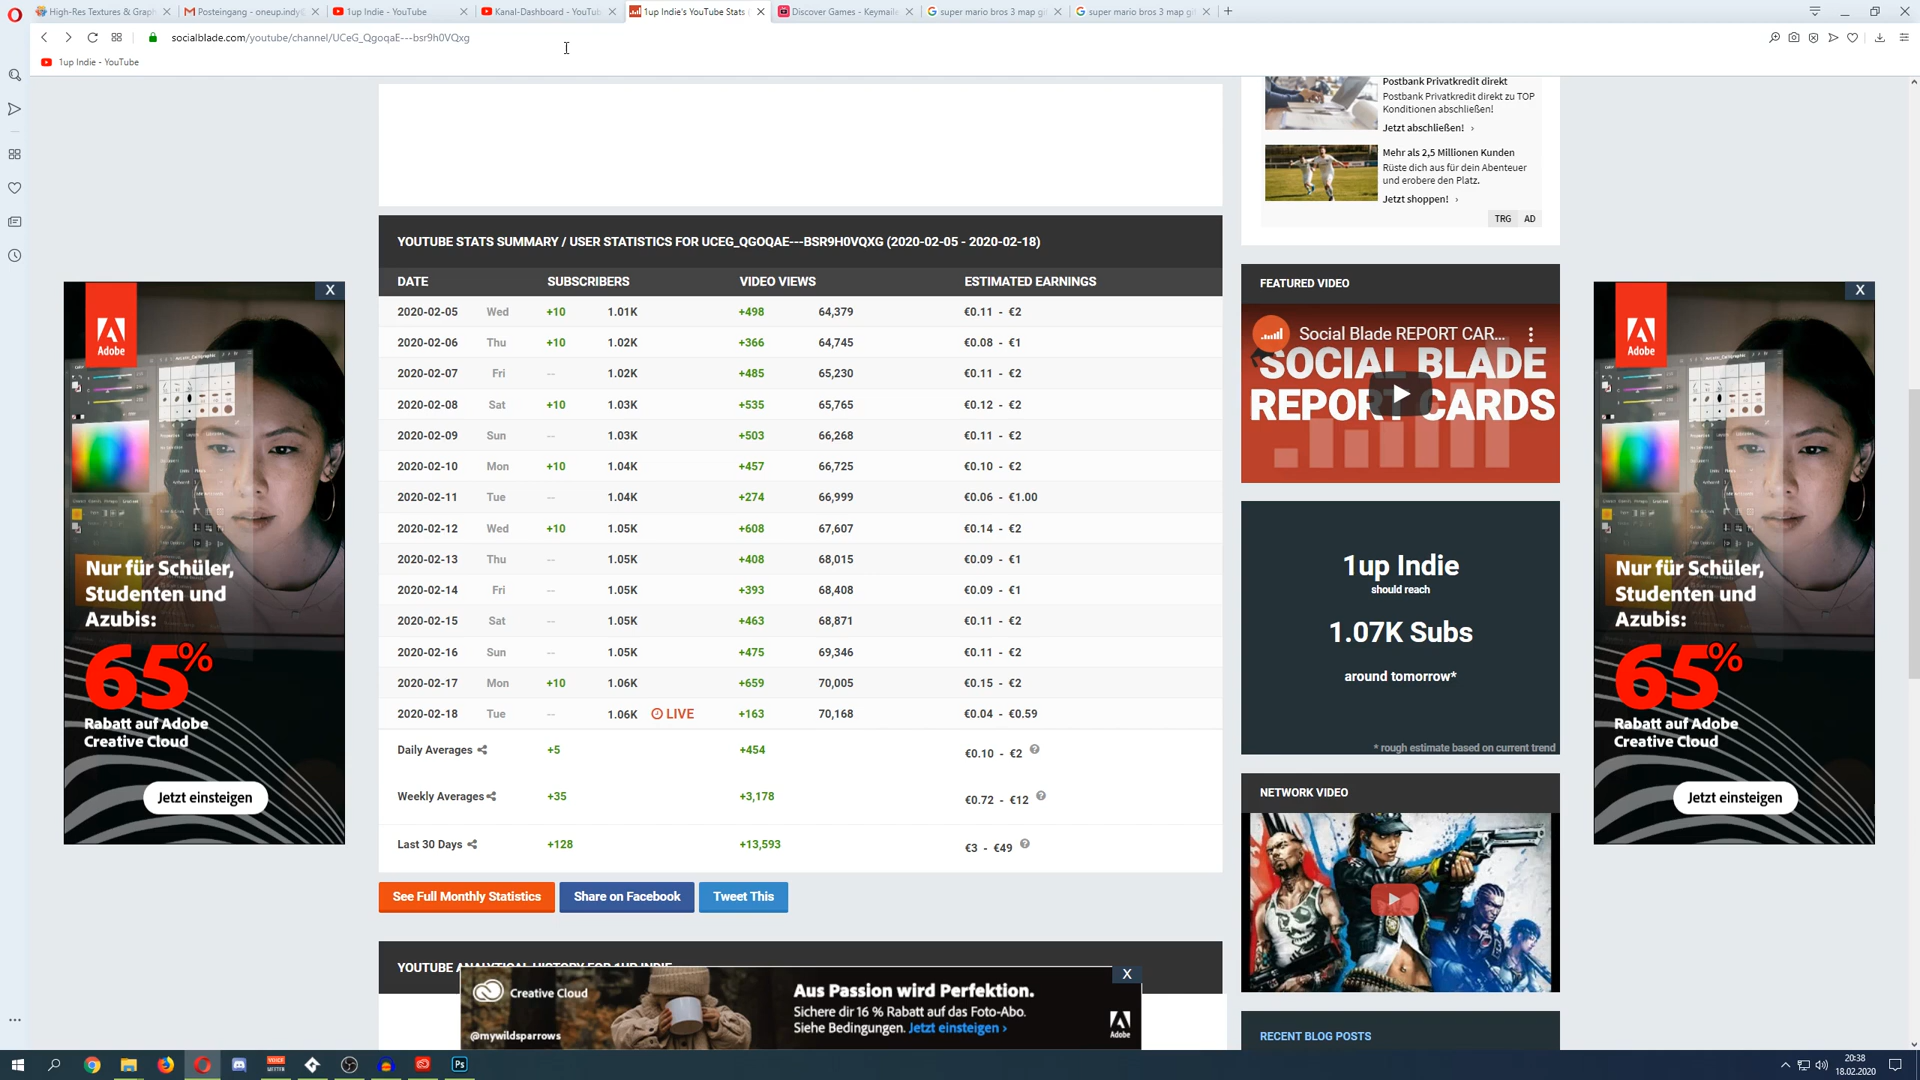 High-Res Textures & Graph
Posteingang - oneup.indy@
1up Indie - YouTube
Kanal-Dashboard - YouTub
1up Indie's YouTube Stats
Discover Games - Keymaile
super mario bros 3 map gif
super mario bros 3 map gif
socialblade.com/youtube/channel/UCeG_QgoqaE---bsr9h0VQxg
1up Indie - YouTube
Postbank Privatkredit direkt
Postbank Privatkredit direkt zu TOP
Konditionen abschließen!
Jetzt abschließen! ›
Mehr als 2,5 Millionen Kunden
Rüste dich aus für dein Abenteuer
und erobere den Platz.
Jetzt shoppen! ›
TRG AD
YOUTUBE STATS SUMMARY / USER STATISTICS FOR UCEG_QGOQAE---BSR9H0VQXG (2020-02-05 - 2020-02-18)
DATE SUBSCRIBERS VIDEO VIEWS ESTIMATED EARNINGS
2020-02-05 Wed +10 1.01K +498 64,379 €0.11 - €2
2020-02-06 Thu +10 1.02K +366 64,745 €0.08 - €1
2020-02-07 Fri -- 1.02K +485 65,230 €0.11 - €2
2020-02-08 Sat +10 1.03K +535 65,765 €0.12 - €2
2020-02-09 Sun -- 1.03K +503 66,268 €0.11 - €2
2020-02-10 Mon +10 1.04K +457 66,725 €0.10 - €2
2020-02-11 Tue -- 1.04K +274 66,999 €0.06 - €1.00
2020-02-12 Wed +10 1.05K +608 67,607 €0.14 - €2
2020-02-13 Thu -- 1.05K +408 68,015 €0.09 - €1
2020-02-14 Fri -- 1.05K +393 68,408 €0.09 - €1
2020-02-15 Sat -- 1.05K +463 68,871 €0.11 - €2
2020-02-16 Sun -- 1.05K +475 69,346 €0.11 - €2
2020-02-17 Mon +10 1.06K +659 70,005 €0.15 - €2
2020-02-18 Tue -- 1.06K LIVE +163 70,168 €0.04 - €0.59
Daily Averages +5 +454 €0.10 - €2
Weekly Averages +35 +3,178 €0.72 - €12
Last 30 Days +128 +13,593 €3 - €49
See Full Monthly Statistics
Share on Facebook
Tweet This
YOUTUBE ANALYTICAL HISTORY FOR 1UP INDIE
X
Creative Cloud
@mywildsparrows
Aus Passion wird Perfektion.
Sichere dir 16 % Rabatt auf das Foto-Abo.
Siehe Bedingungen. Jetzt einsteigen ›
Adobe
FEATURED VIDEO
Social Blade REPORT CAR...
SOCIAL BLADE
REPORT CARDS
1up Indie
should reach
1.07K Subs
around tomorrow*
* rough estimate based on current trend
NETWORK VIDEO
RECENT BLOG POSTS
X
Adobe
Nur für Schüler,
Studenten und
Azubis:
65%
Rabatt auf Adobe
Creative Cloud
Jetzt einsteigen
X
Adobe
Nur für Schüler,
Studenten und
Azubis:
65%
Rabatt auf Adobe
Creative Cloud
Jetzt einsteigen
Ps
20:38
18.02.2020